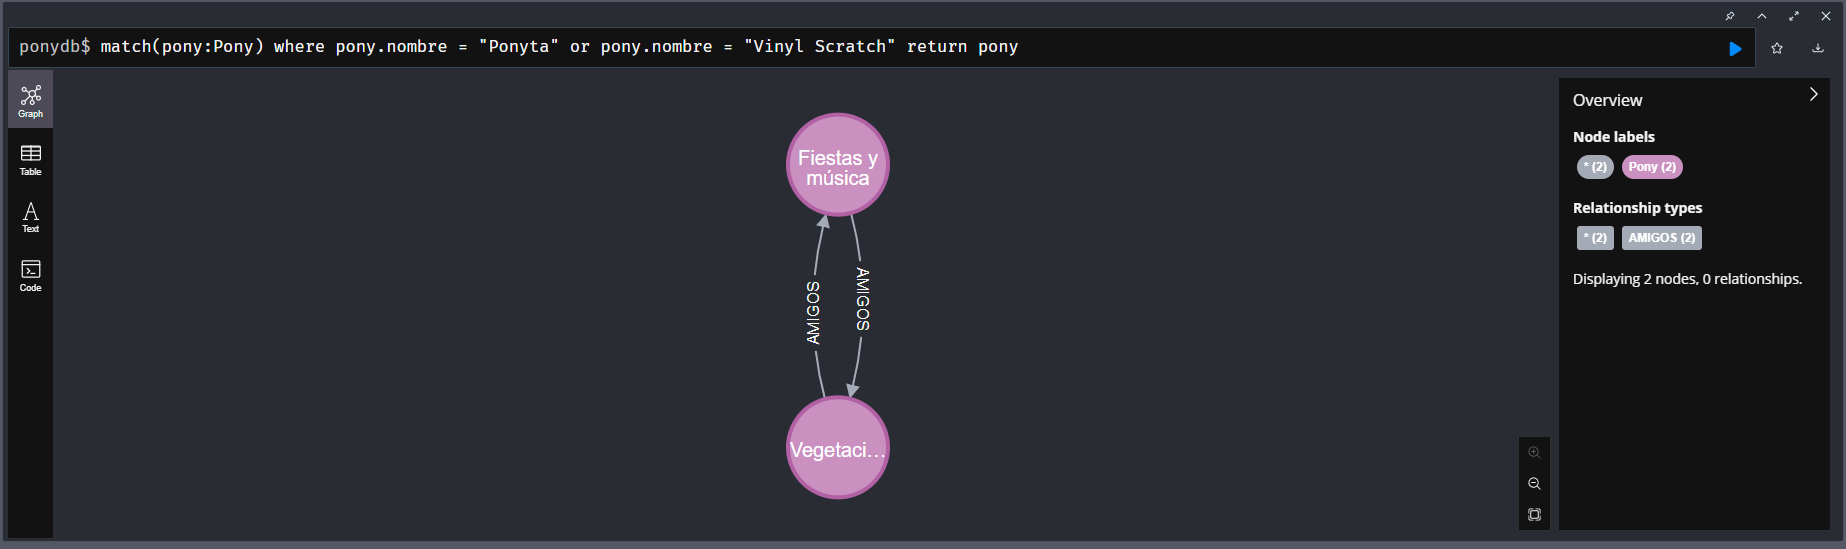 ponydb$ match(pony:Pony) where pony.nombre = "Ponyta" or pony.nombre = "Vinyl Scratch" return pony
Graph
Table
Text
Code
Fiestas y
música
AMIGOS
AMIGOS
Vegetaci...
Overview
Node labels
* (2) Pony (2)
Relationship types
* (2) AMIGOS (2)
Displaying 2 nodes, 0 relationships.